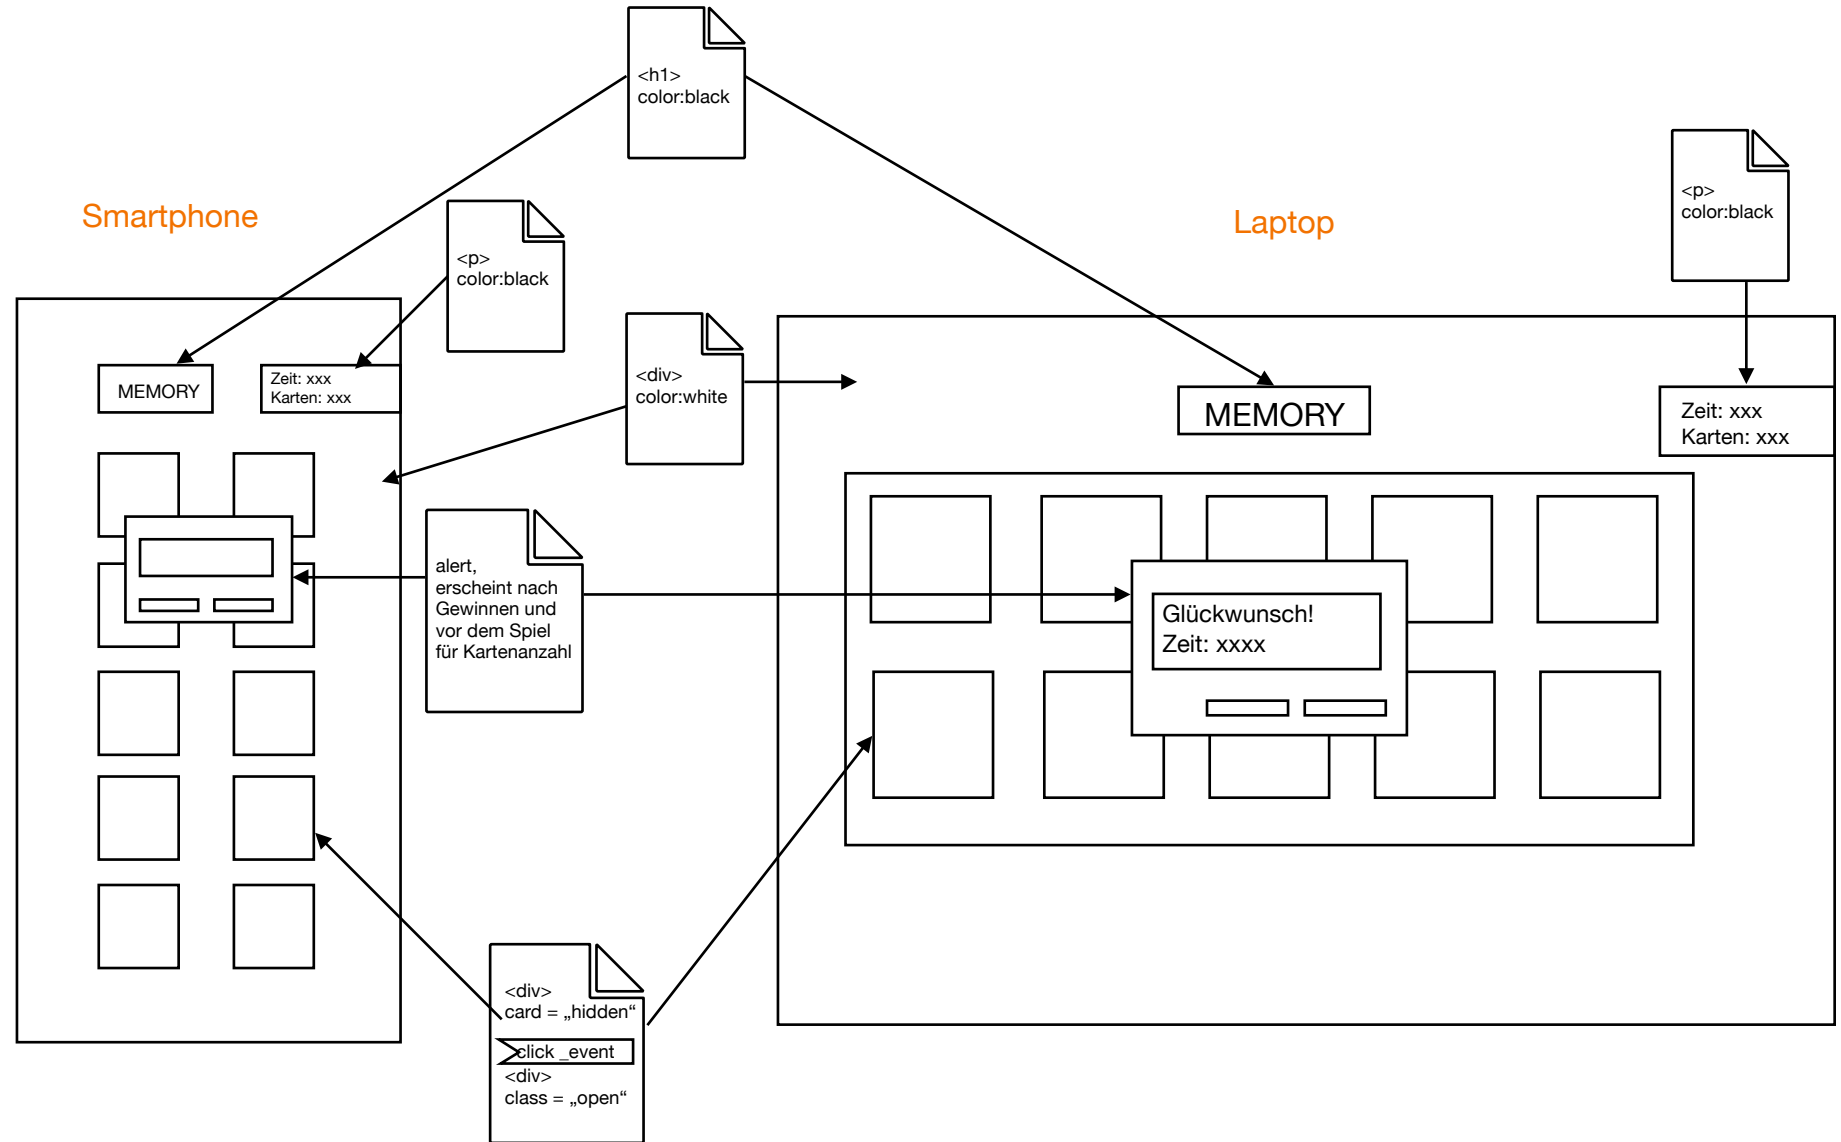 <h1>
color:black
<p>
color:black
Smartphone
Laptop
<p>
color:black
<div>
color:white
MEMORY
Zeit: xxx
Karten: xxx
MEMORY
Zeit: xxx
Karten: xxx
alert,
erscheint nach
Gewinnen und
vor dem Spiel
für Kartenanzahl
Glückwunsch!
Zeit: xxxx
<div>
card = „hidden“
click _event
<div>
class = „open“